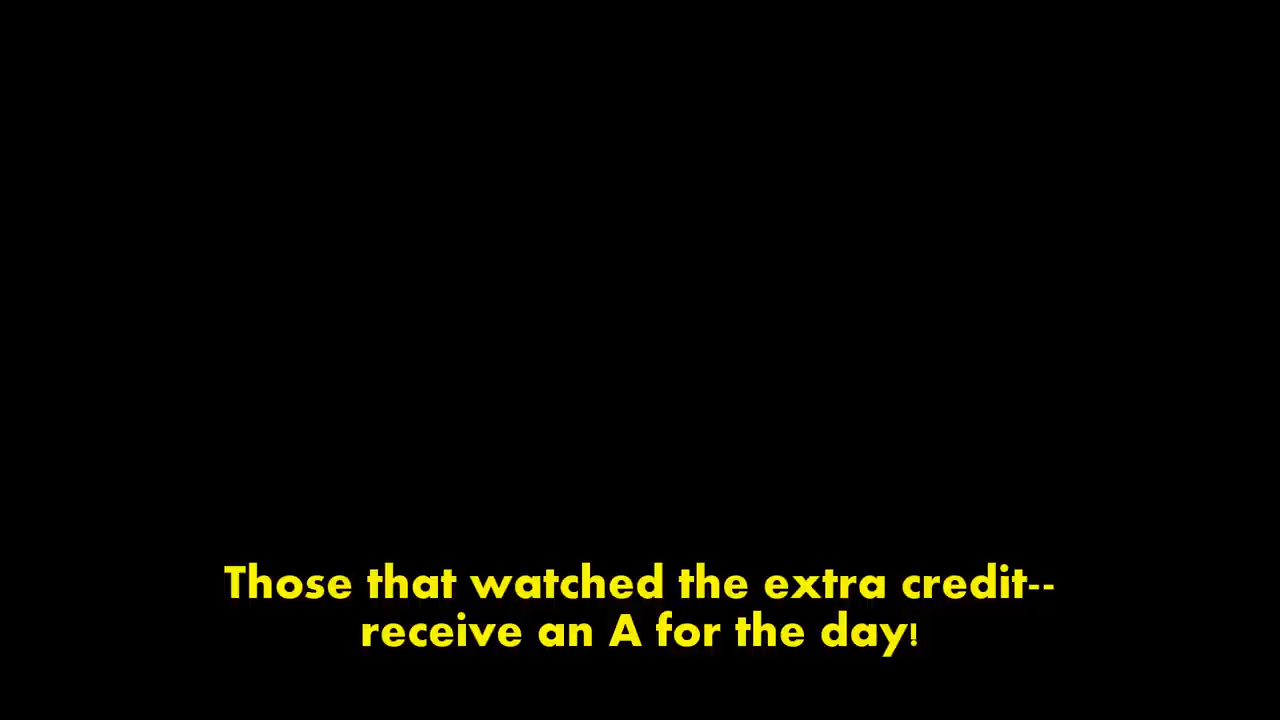 Those that watched the extra credit--
receive an A for the day!